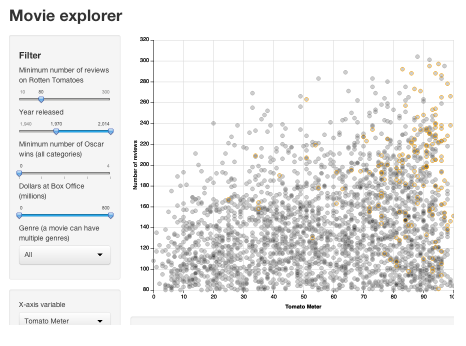 Movie explorer
Filter
Minimum number of reviews
on Rotten Tomatoes
10 80 300
Year released
1,940 1,970 2,014
Minimum number of Oscar
wins (all categories)
0 4
Dollars at Box Office
(millions)
0 800
Genre (a movie can have
multiple genres)
All
X-axis variable
Tomato Meter
Number of reviews
320
300
280
260
240
220
200
180
160
140
120
100
80
0 10 20 30 40 50 60 70 80 90 10
Tomato Meter